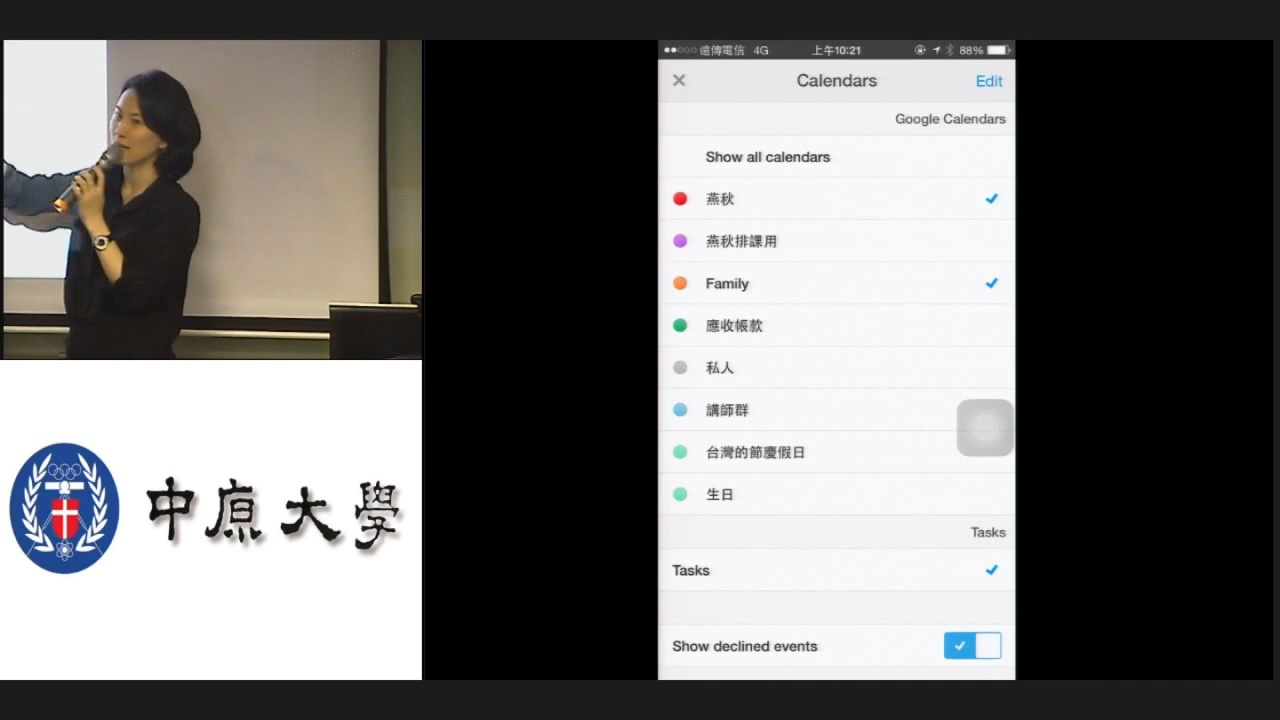 中原大學
遠傳電信 4G 上午10:21 88%
Calendars Edit
Google Calendars
Show all calendars
燕秋
燕秋排課用
Family
應收帳款
私人
講師群
台灣的節慶假日
生日
Tasks
Tasks
Show declined events